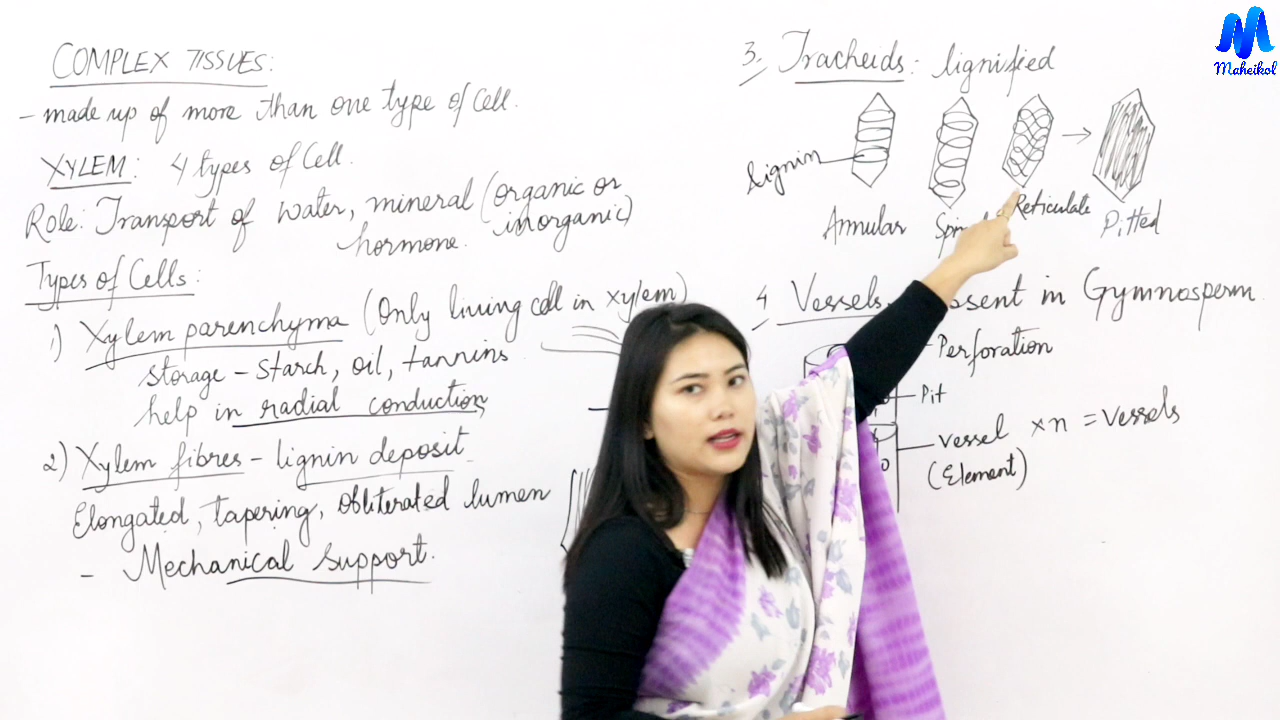 COMPLEX TISSUES:
- made up of more than one type of Cell.
XYLEM: 4 types of Cell.
Role: Transport of Water, mineral (organic or inorganic)
hormone.
Types of Cells:
1) Xylem parenchyma (Only living cell in xylem)
storage - starch, oil, tannins
help in radial conduction
2) Xylem fibres - lignin deposit
Elongated, tapering, Obliterated lumen
- Mechanical support.
3. Tracheids: lignified
lignin
Annular
Reticulate
Pitted
4 Vessels
in Gymnosperm
Perforation
Pit
vessel × n = vessels
(Element)
Maheikol